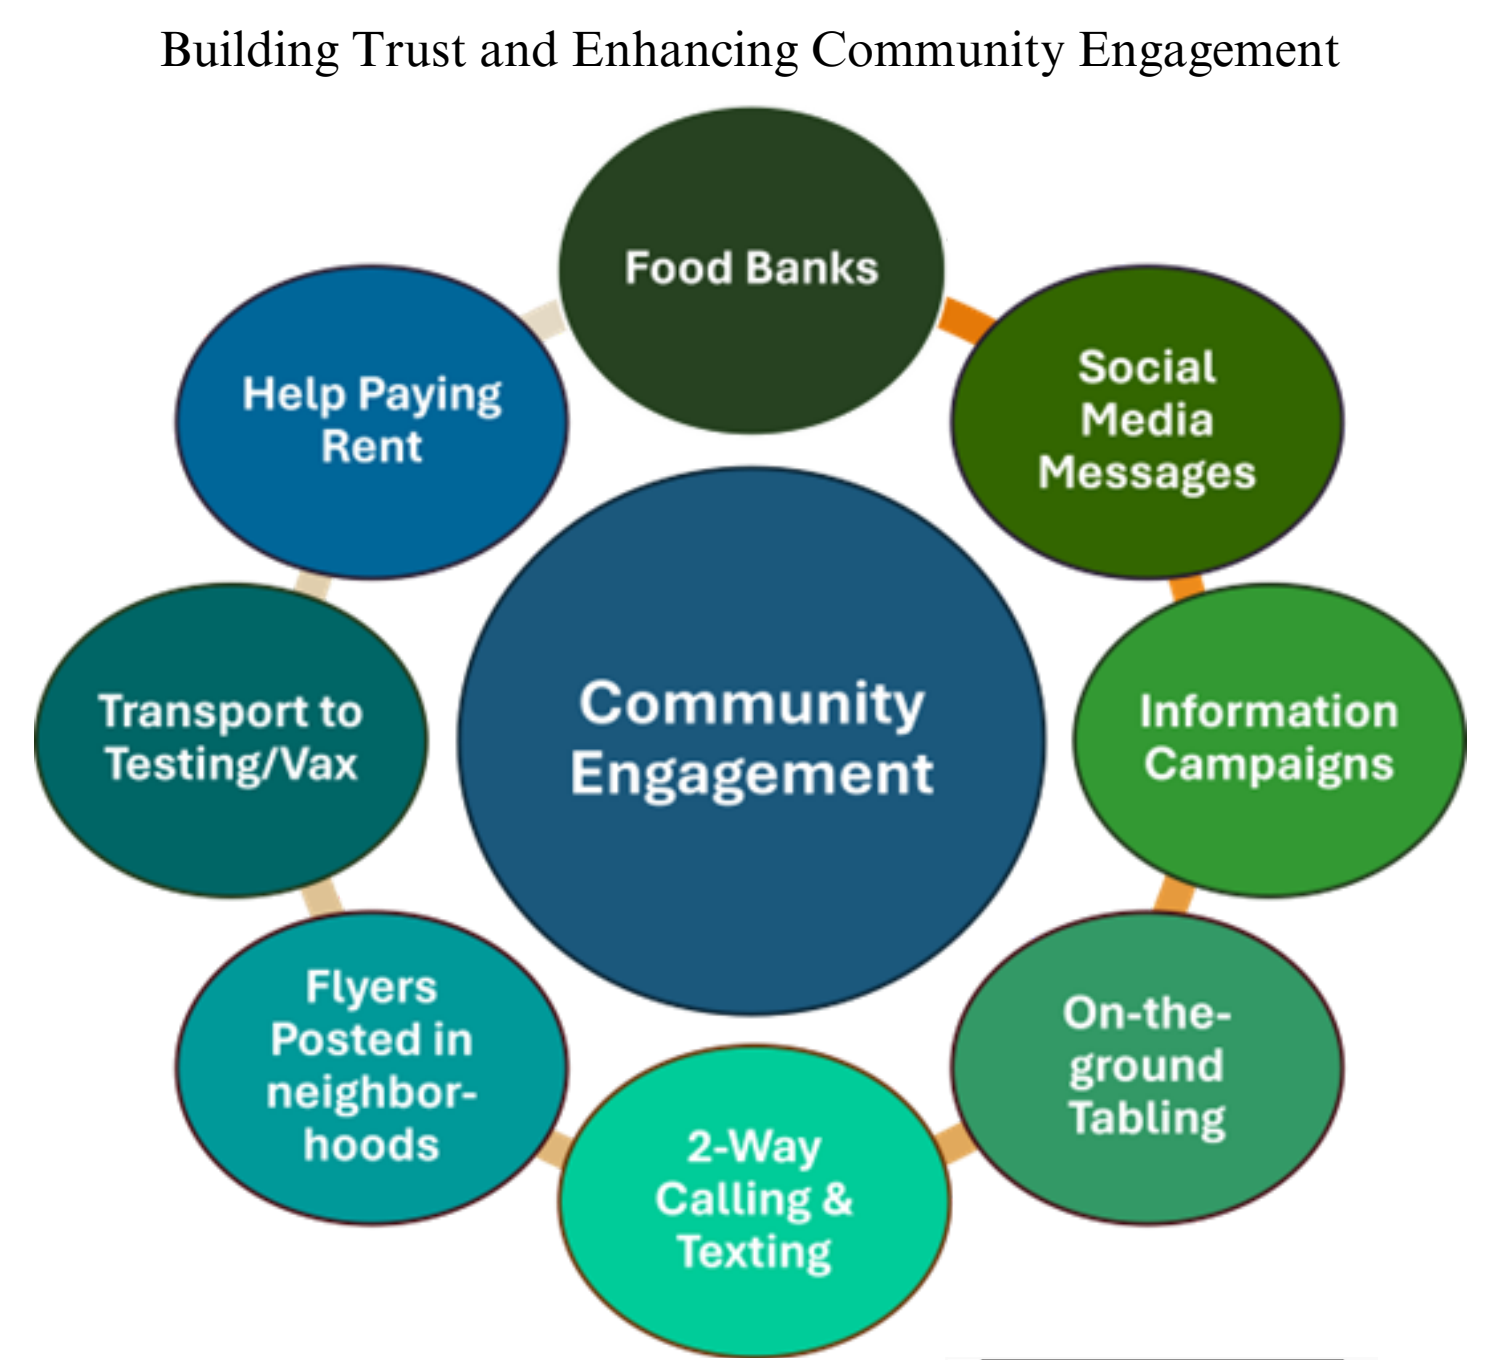 Building Trust and Enhancing Community Engagement
Food Banks
Social
Media
Messages
Information
Campaigns
On-the-
ground
Tabling
2-Way
Calling &
Texting
Flyers
Posted in
neighbor-
hoods
Transport to
Testing/Vax
Help Paying
Rent
Community
Engagement